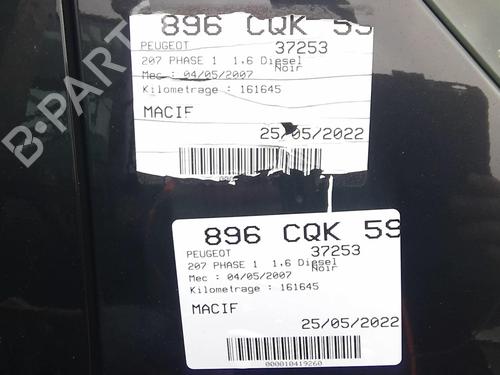 896 CQK 59
PEUGEOT 37253
207 PHASE 1 1.6 Diesel
Noir
Mec : 04/05/2007
Kilometrage : 161645
MACIF
25/05/2022
896 CQK 59
PEUGEOT 37253
207 PHASE 1 1.6 Diesel
Noir
Mec : 04/05/2007
Kilometrage : 161645
MACIF
25/05/2022
000010419260
B-PARTS